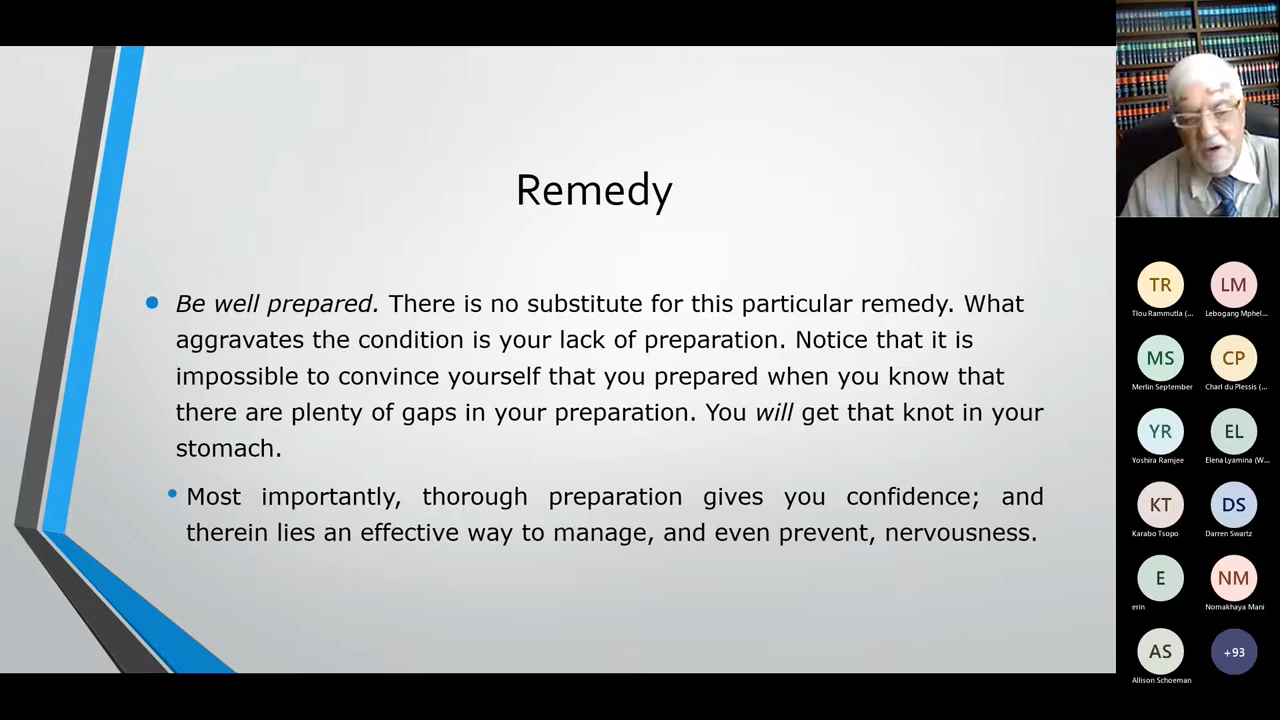 Remedy
Be well prepared. There is no substitute for this particular remedy. What
aggravates the condition is your lack of preparation. Notice that it is
impossible to convince yourself that you prepared when you know that
there are plenty of gaps in your preparation. You will get that knot in your
stomach.
Most importantly, thorough preparation gives you confidence; and
therein lies an effective way to manage, and even prevent, nervousness.
TR
LM
Tlou Rammutla (...
Lebogang Mphel...
MS
CP
Merlin September
Charl du Plessis (...
YR
EL
Yoshira Ramjee
Elena Lyamina (W...
KT
DS
Karabo Tsopo
Darren Swartz
E
NM
erin
Nomakhaya Mani
AS
+93
Allison Schoeman